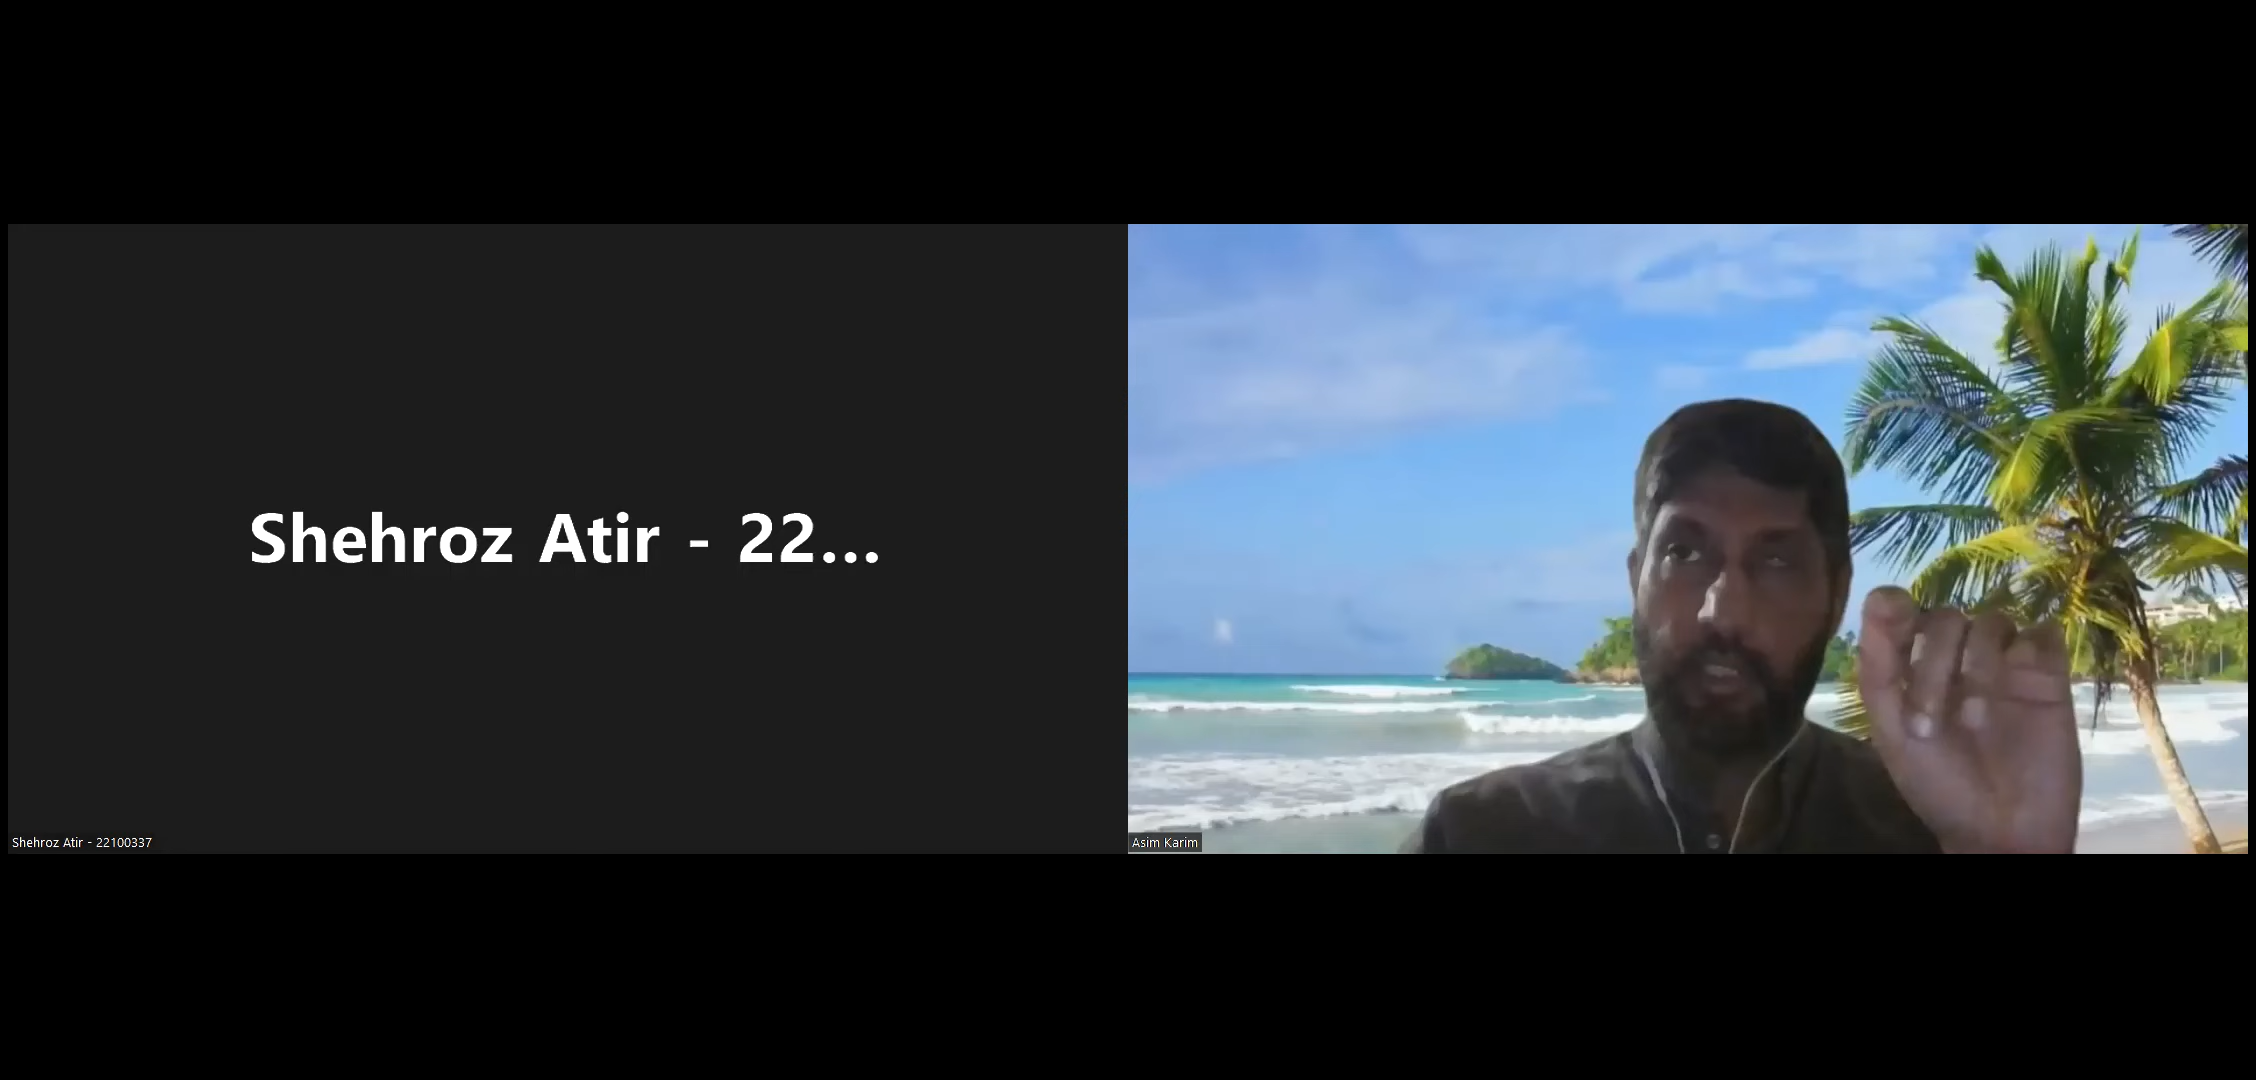 Shehroz Atir - 22...
Shehroz Atir - 22100337
Asim Karim